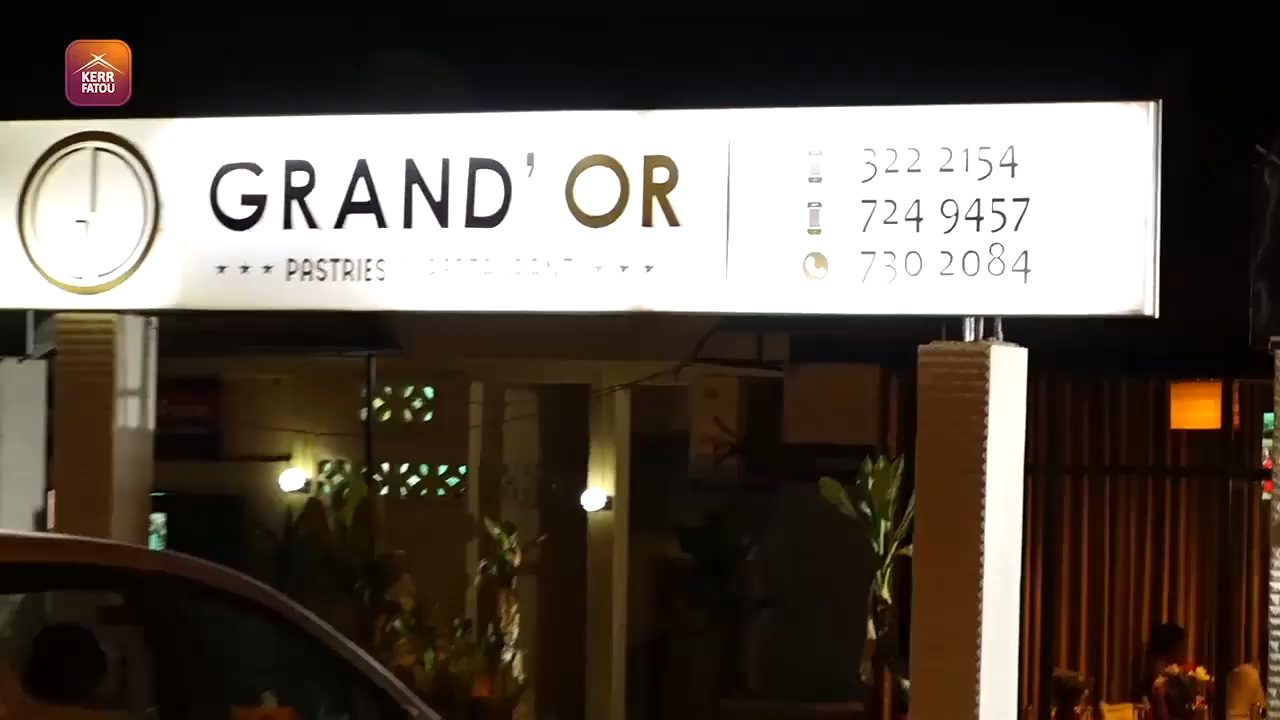 KERR
FATOU
GRAND'OR
PASTRIES
322 2154
724 9457
730 2084